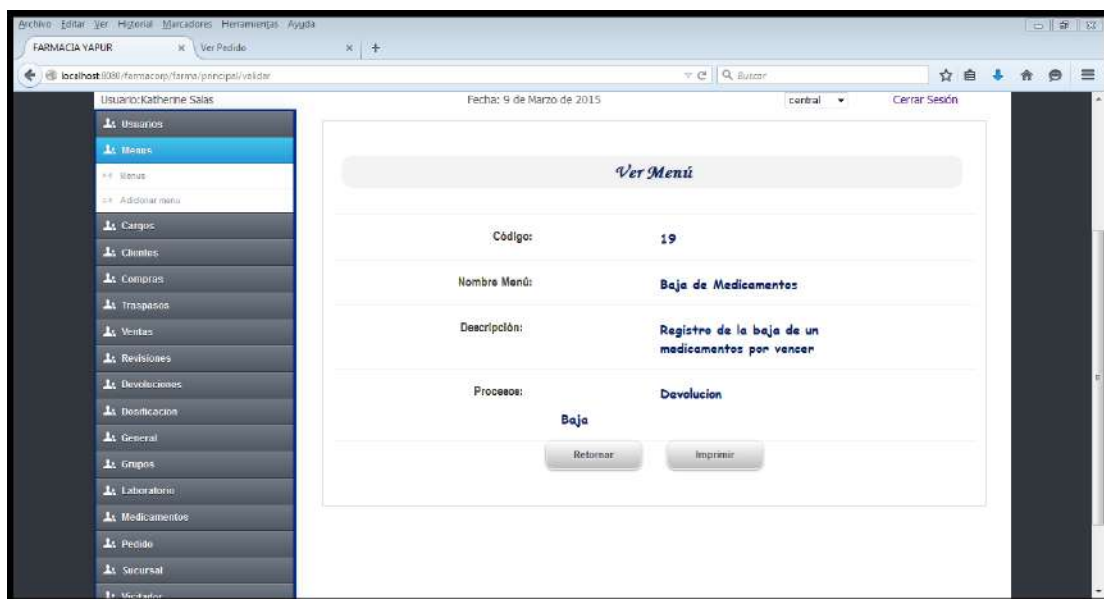 Archivo Editar Ver Historial Marcadores Herramientas Ayuda
FARMACIA YAPUR
Ver Pedido
localhost:8080/farmacorp/farma/principal/validar
Buscar
Usuario:Katherine Salas
Fecha: 9 de Marzo de 2015
central
Cerrar Sesión
Usuarios
Menus
Menus
Adicionar menu
Cargos
Clientes
Compras
Traspasos
Ventas
Revisiones
Devoluciones
Dosificacion
General
Grupos
Laboratorio
Medicamentos
Pedido
Sucursal
Visitador
Ver Menú
Código: 19
Nombre Menú: Baja de Medicamentos
Descripción: Registro de la baja de un
medicamentos por vencer
Procesos: Devolucion
Baja
Retornar
Imprimir